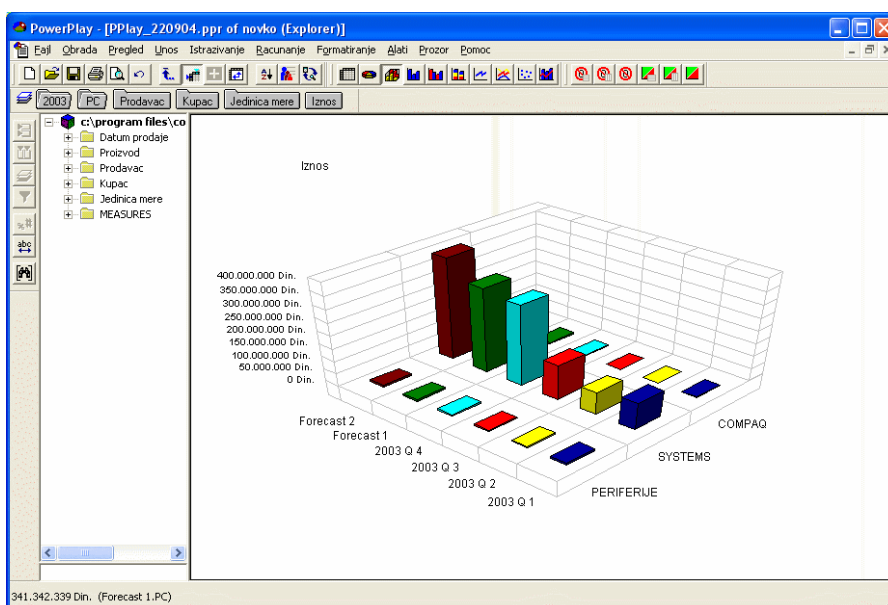 PowerPlay - [PPlay_220904.ppr of novko (Explorer)]
Fajl Obrada Pregled Unos Istrazivanje Racunanje Formatiranje Alati Prozor Pomoc
2003 PC Prodavac Kupac Jedinica mere Iznos
c:\program files\co
Datum prodaje
Proizvod
Prodavac
Kupac
Jedinica mere
MEASURES
%#
abc
Iznos
400.000.000 Din.
350.000.000 Din.
300.000.000 Din.
250.000.000 Din.
200.000.000 Din.
150.000.000 Din.
100.000.000 Din.
50.000.000 Din.
0 Din.
Forecast 2
Forecast 1
2003 Q 4
2003 Q 3
2003 Q 2
2003 Q 1
COMPAQ
SYSTEMS
PERIFERIJE
341.342.339 Din. (Forecast 1.PC)